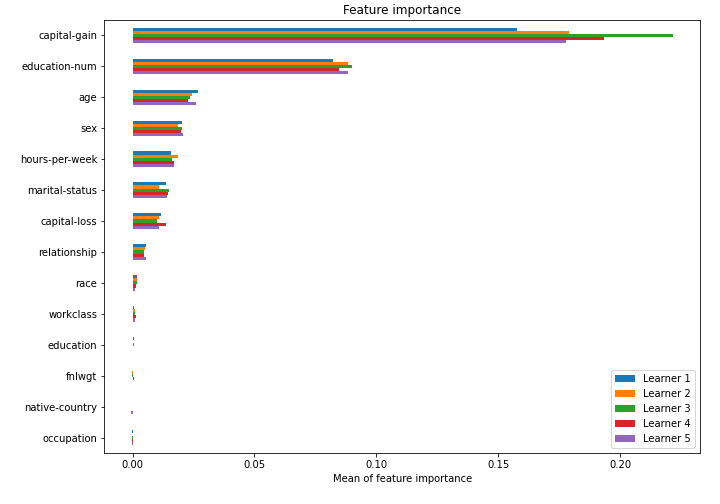 Feature importance
capital-gain
education-num
age
sex
hours-per-week
marital-status
capital-loss
relationship
race
workclass
education
fnlwgt
native-country
occupation
Learner 1
Learner 2
Learner 3
Learner 4
Learner 5
0.00 0.05 0.10 0.15 0.20
Mean of feature importance